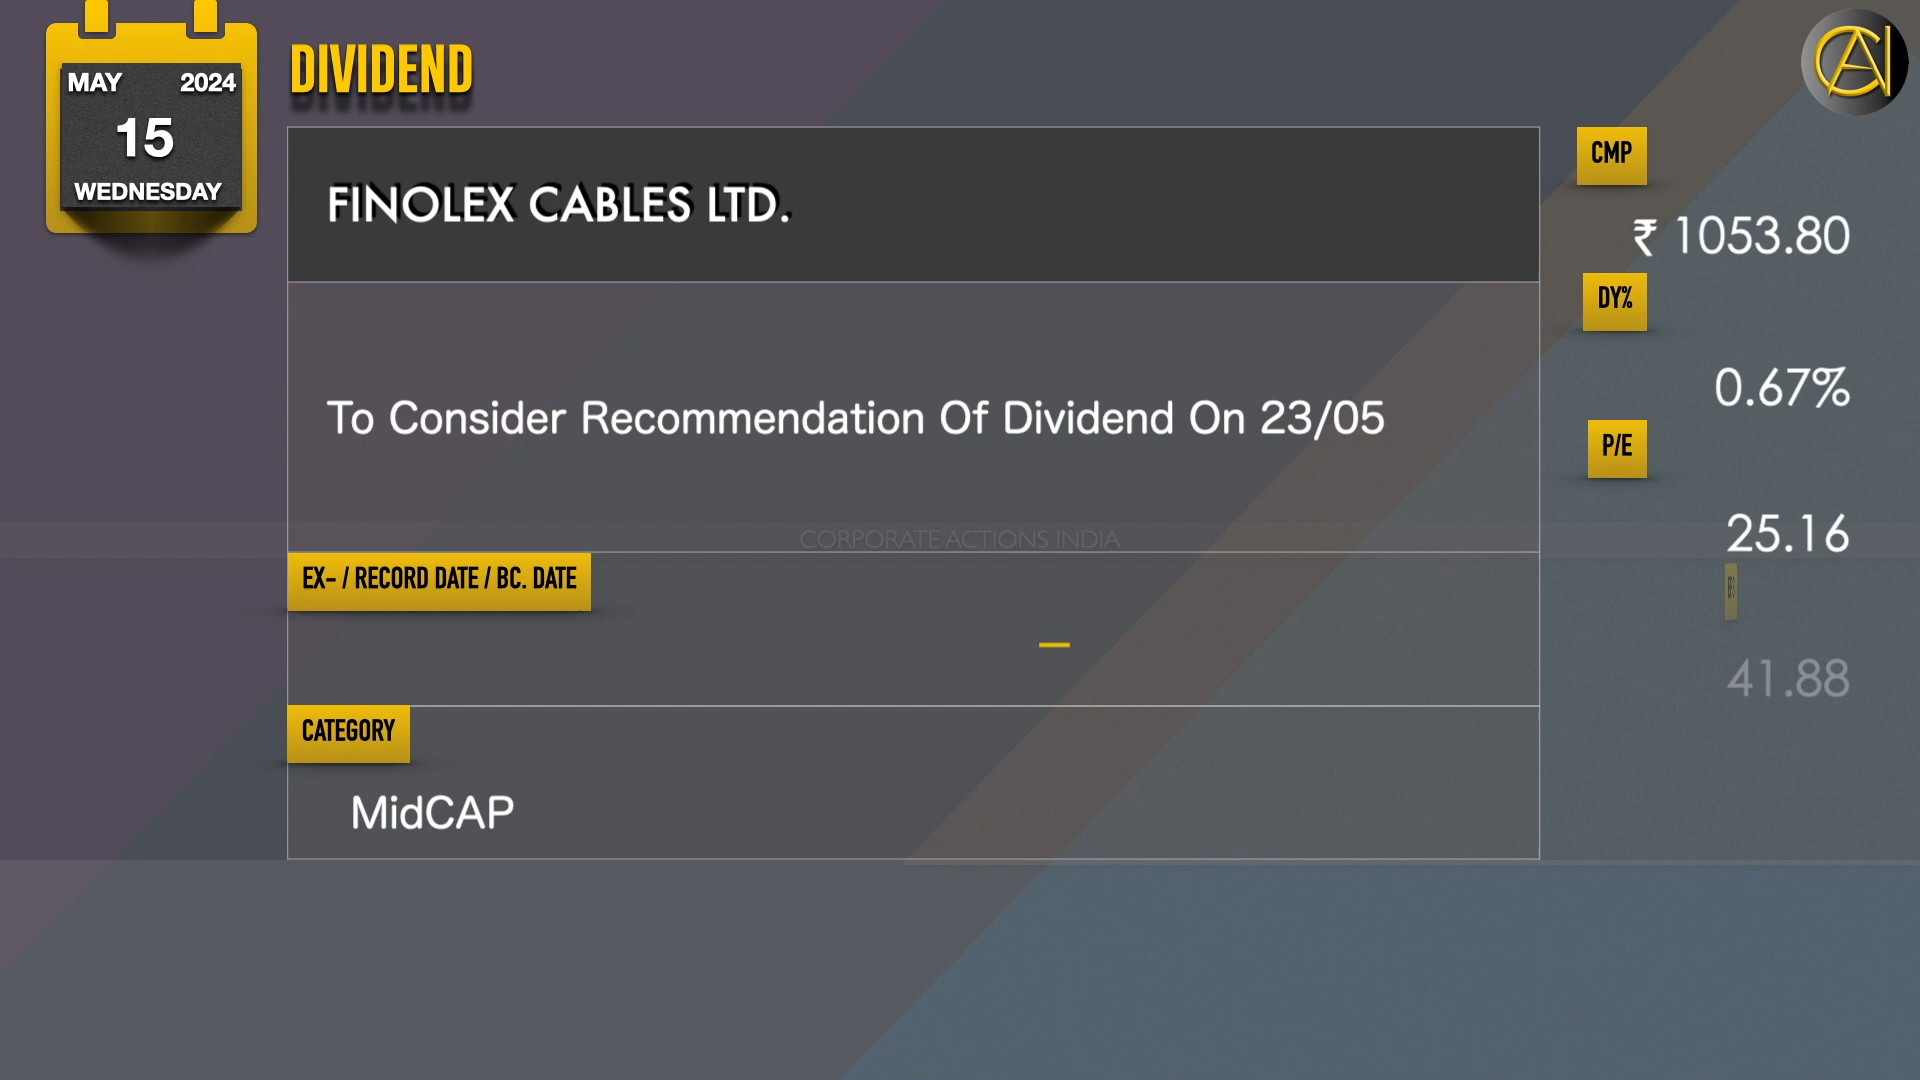 MAY 2024
15
WEDNESDAY
DIVIDEND
FINOLEX CABLES LTD.
To Consider Recommendation Of Dividend On 23/05
CORPORATE ACTIONS INDIA
EX- / RECORD DATE / BC. DATE
–
CATEGORY
MidCAP
CAI
CMP
₹ 1053.80
DY%
0.67%
P/E
25.16
41.88